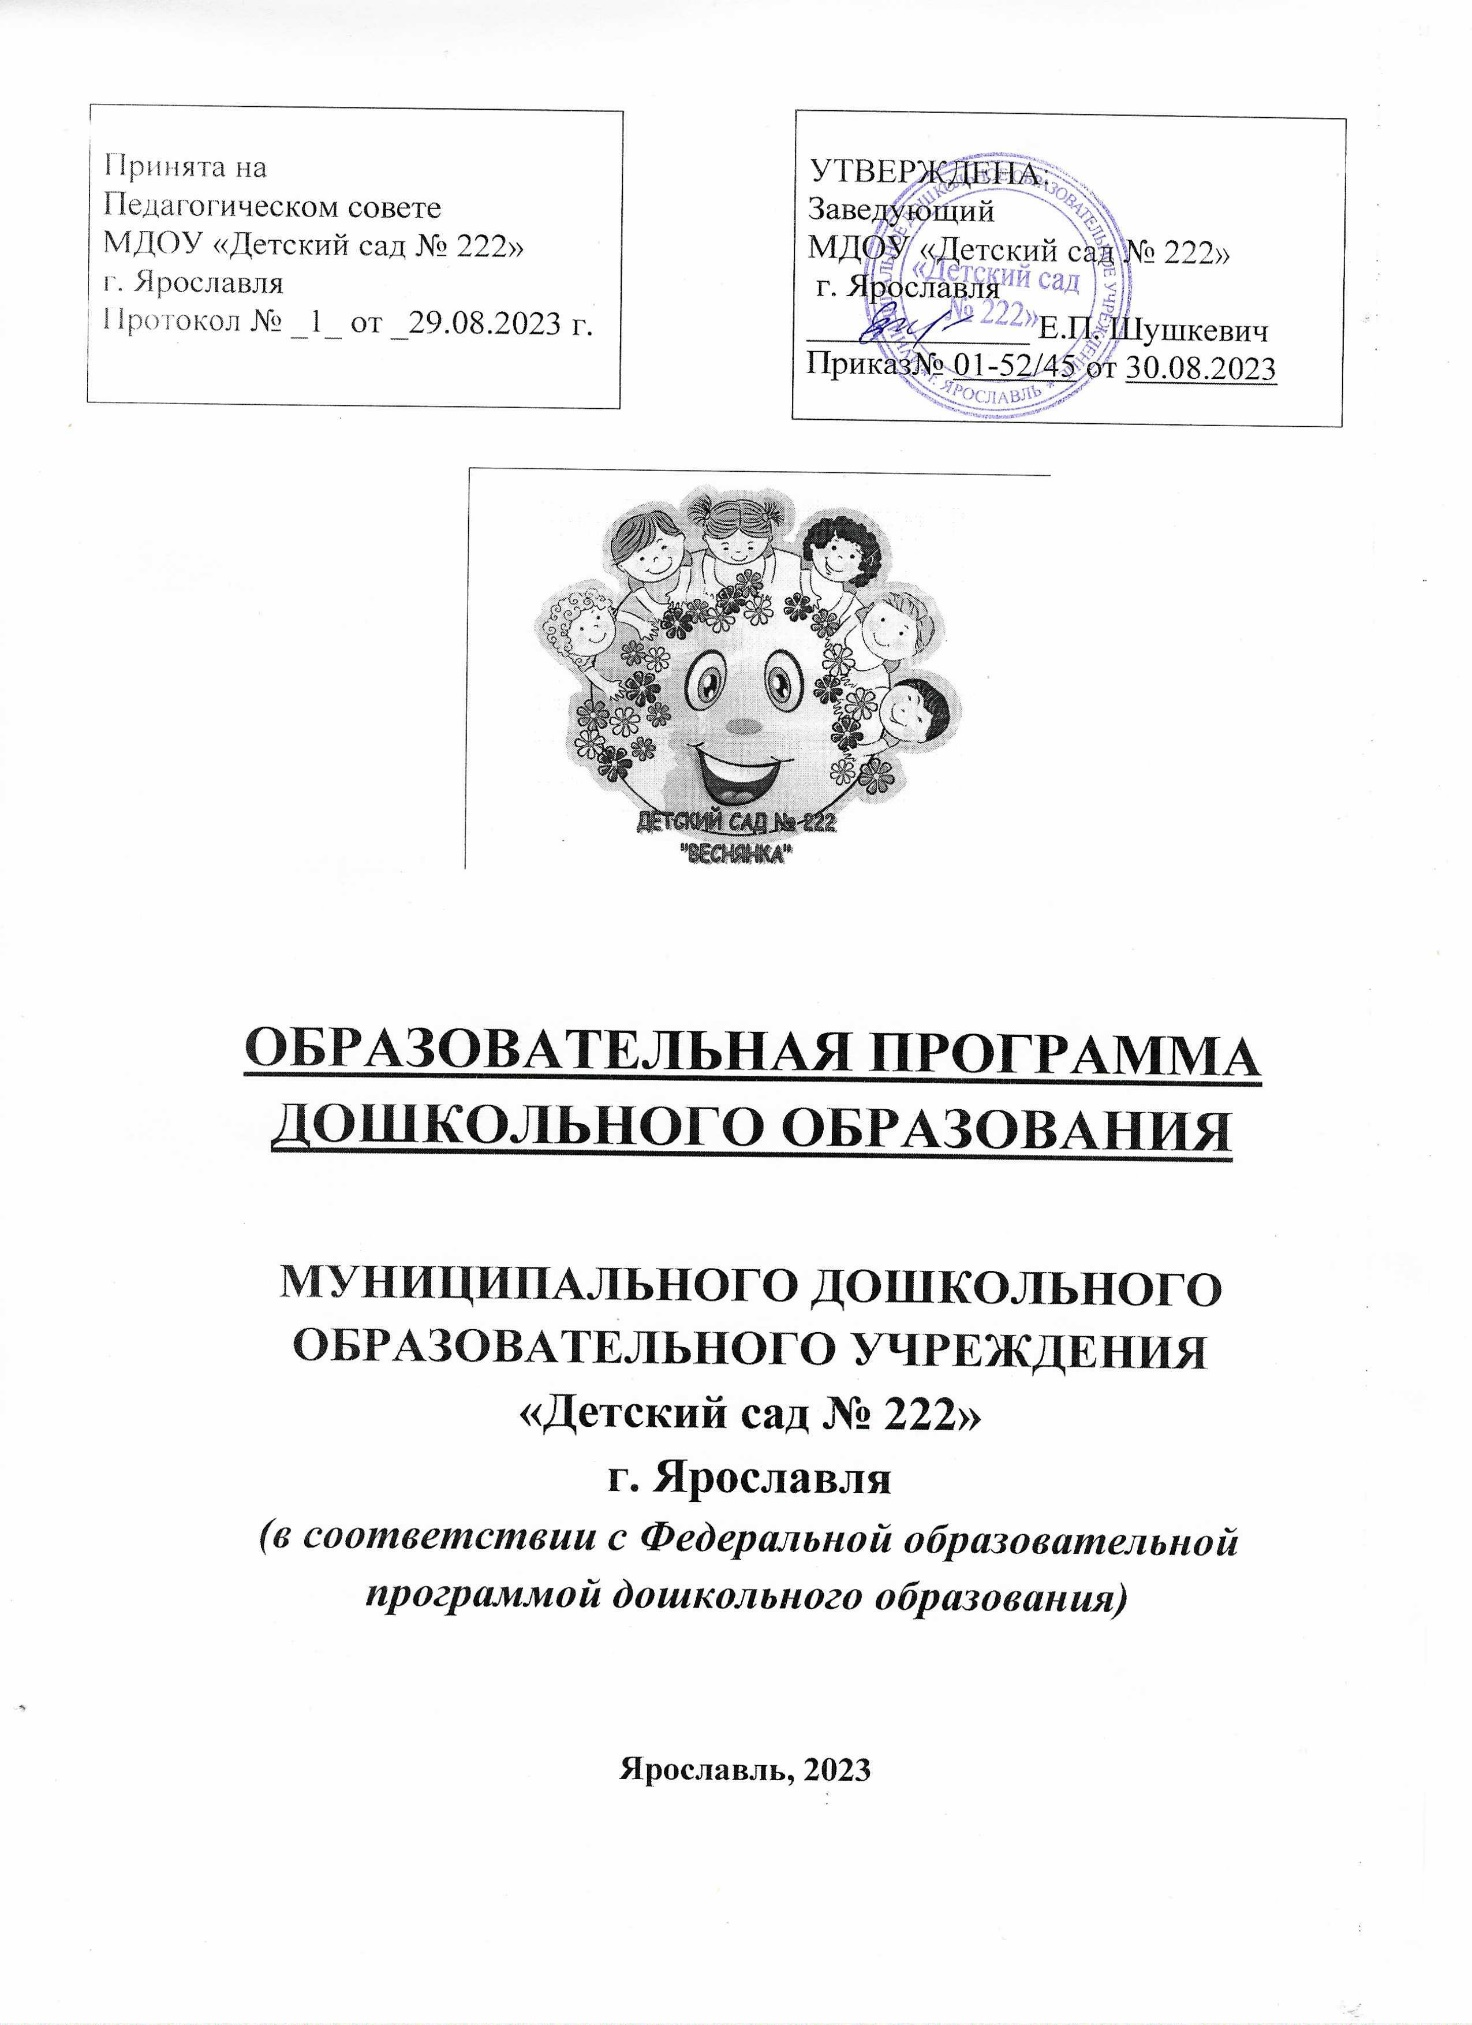 Принята на
Педагогическом совете
МДОУ «Детский сад № 222»
г. Ярославля
Протокол № _1_ от _29.08.2023 г.
УТВЕРЖДЕНА:
Заведующий
МДОУ «Детский сад № 222»
г. Ярославля
______________ Е.П. Шушкевич
Приказ№ 01-52/45 от 30.08.2023
«Детский сад
№ 222»
г. ЯРОСЛАВЛЬ *
ДЕТСКИЙ САД № 222
"ВЕСНЯНКА"
ОБРАЗОВАТЕЛЬНАЯ ПРОГРАММА
ДОШКОЛЬНОГО ОБРАЗОВАНИЯ
МУНИЦИПАЛЬНОГО ДОШКОЛЬНОГО
ОБРАЗОВАТЕЛЬНОГО УЧРЕЖДЕНИЯ
«Детский сад № 222»
г. Ярославля
(в соответствии с Федеральной образовательной
программой дошкольного образования)
Ярославль, 2023